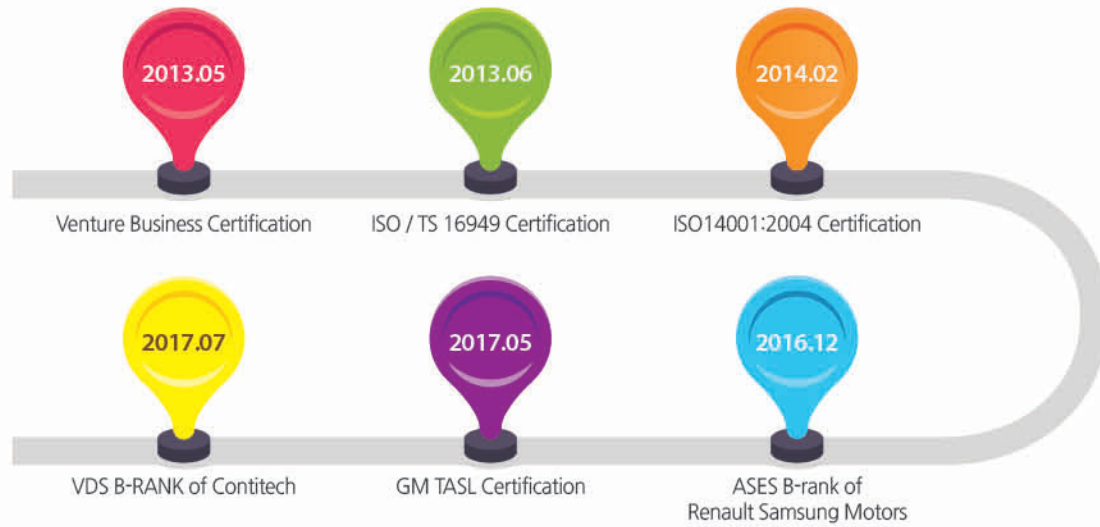 2013.05
2013.06
2014.02
Venture Business Certification
ISO / TS 16949 Certification
ISO14001:2004 Certification
2017.07
2017.05
2016.12
VDS B-RANK of Contitech
GM TASL Certification
ASES B-rank of
Renault Samsung Motors